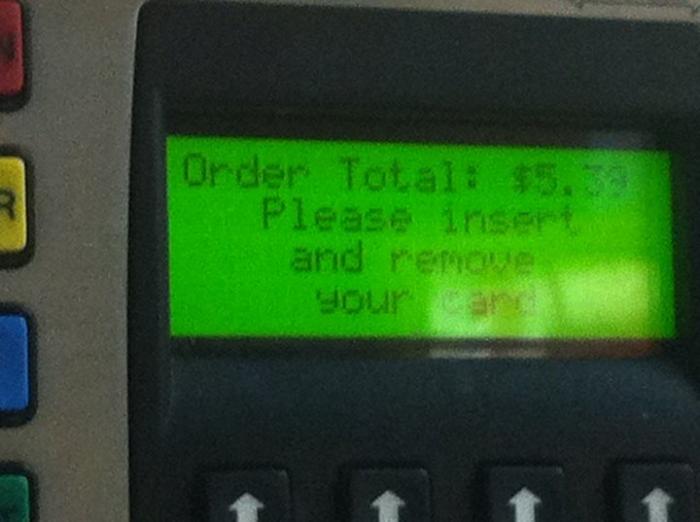 Order Total: $5.39
Please insert
and remove
your card
R